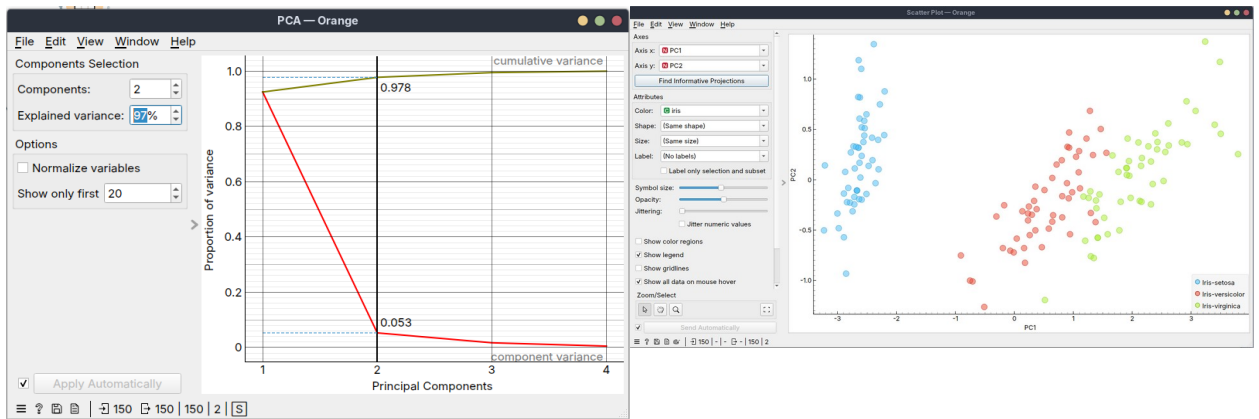 PCA — Orange
File Edit View Window Help
Components Selection
Components: 2
Explained variance: 97%
Options
Normalize variables
Show only first 20
Apply Automatically
150 150 | 150 | 2 | S
cumulative variance
1.0
0.978
0.8
0.6
0.4
0.2
0.053
0
component variance
Proportion of variance
1 2 3 4
Principal Components
Scatter Plot — Orange
File Edit View Window Help
Axes
Axis x: N PC1
Axis y: N PC2
Find Informative Projections
Attributes
Color: C iris
Shape: (Same shape)
Size: (Same size)
Label: (No labels)
Label only selection and subset
Symbol size:
Opacity:
Jittering:
Jitter numeric values
Show color regions
Show legend
Show gridlines
Show all data on mouse hover
Zoom/Select
Send Automatically
150 | - | - - | 150 | 2
PC2
1.0
0.5
0.0
-0.5
-1.0
-3 -2 -1 0 1 2 3
PC1
Iris-setosa
Iris-versicolor
Iris-virginica